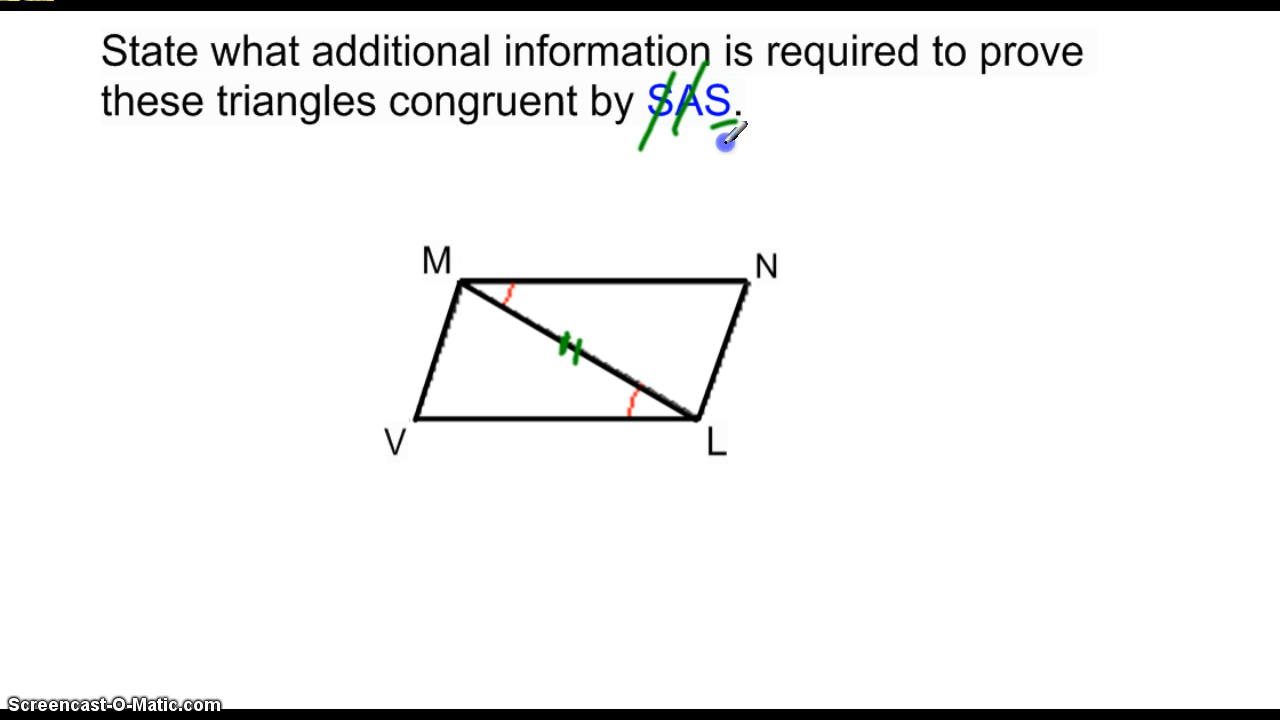 State what additional information is required to prove
these triangles congruent by SAS.
M
N
V
L
Screencast-O-Matic.com